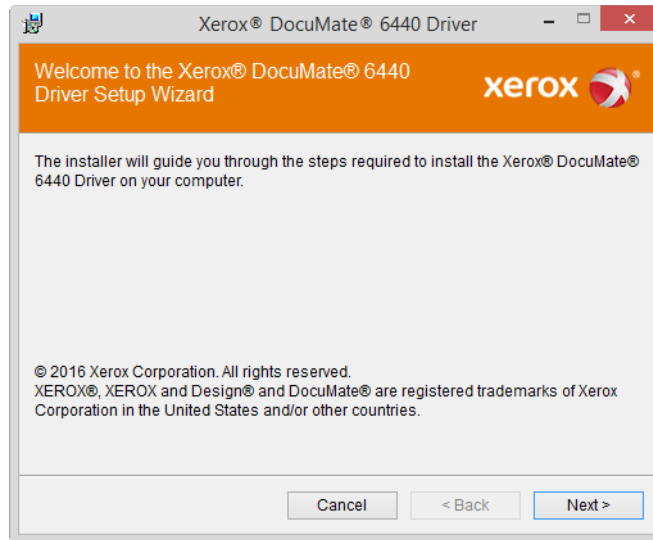 Xerox® DocuMate® 6440 Driver
Welcome to the Xerox® DocuMate® 6440
Driver Setup Wizard
xerox ®
The installer will guide you through the steps required to install the Xerox® DocuMate®
6440 Driver on your computer.
© 2016 Xerox Corporation. All rights reserved.
XEROX®, XEROX and Design® and DocuMate® are registered trademarks of Xerox
Corporation in the United States and/or other countries.
Cancel < Back Next >